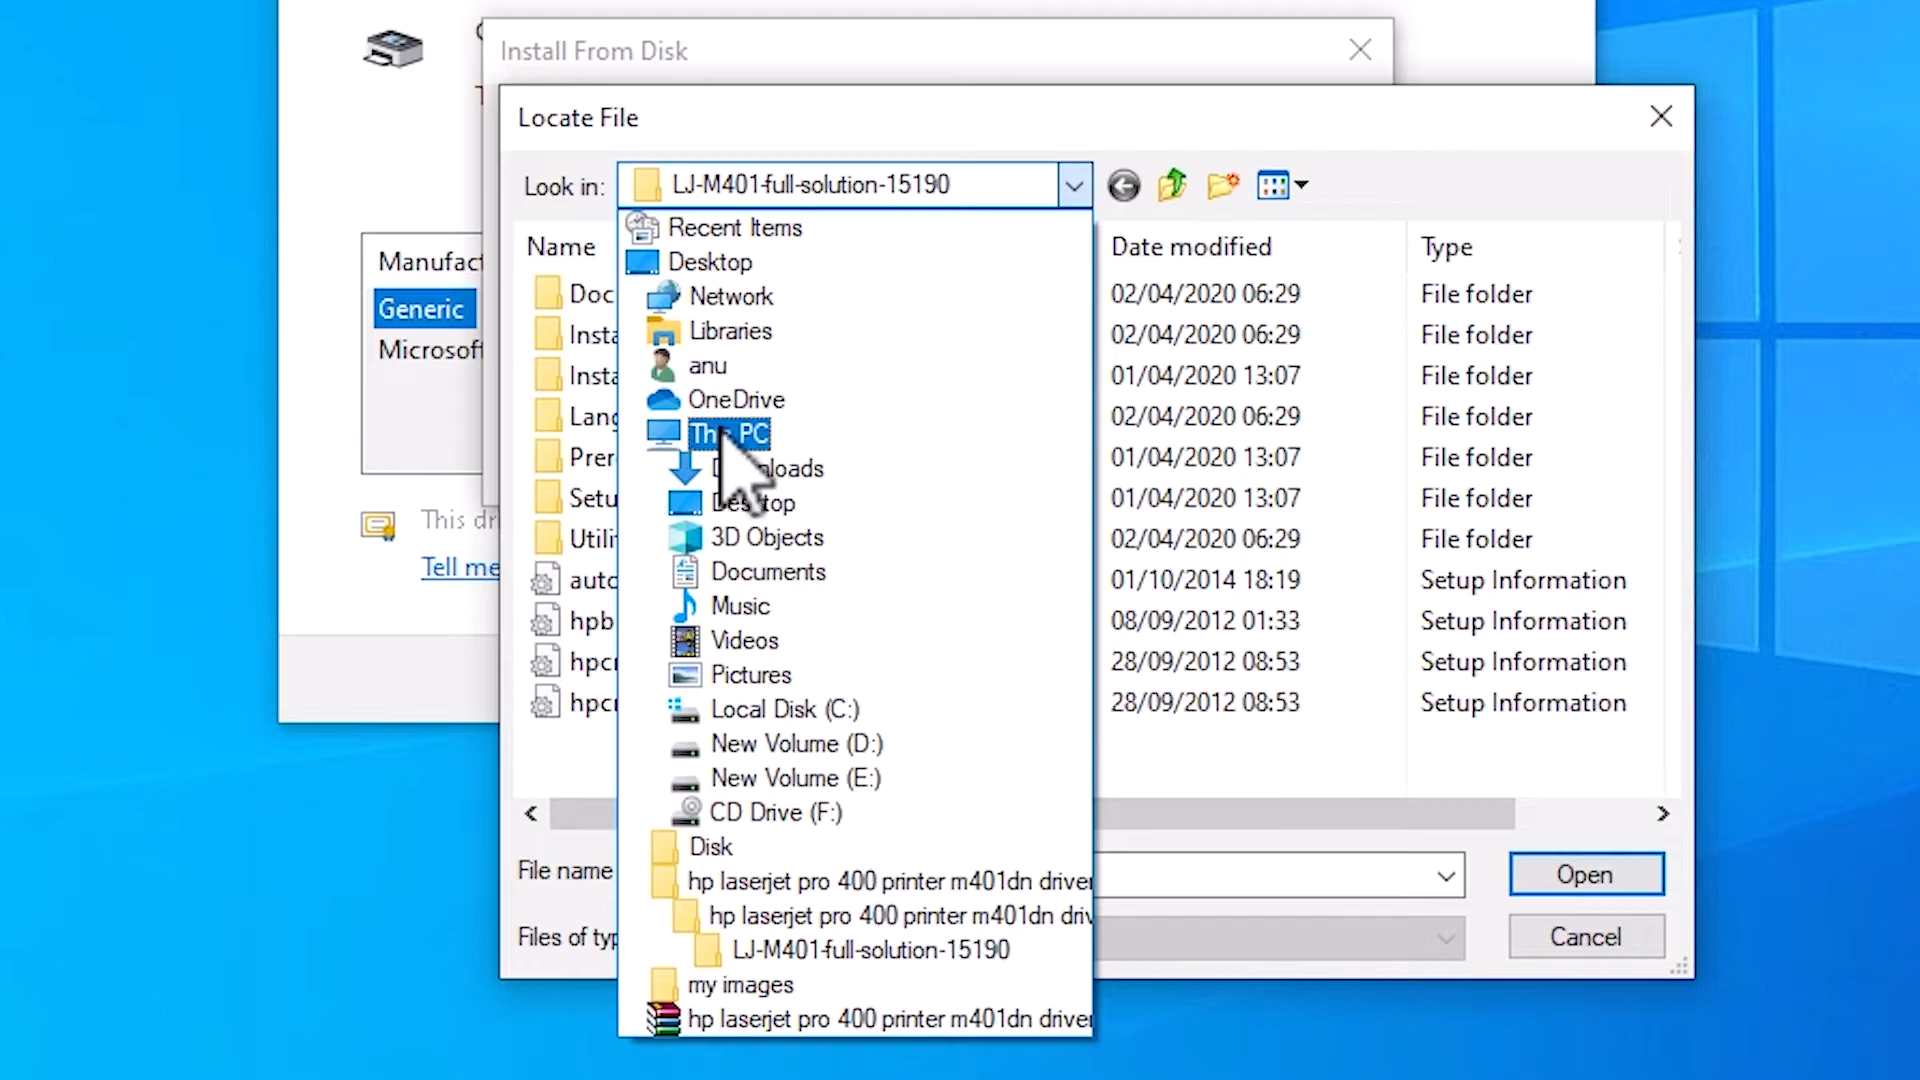 Install From Disk
Locate File
Look in:
LJ-M401-full-solution-15190
Recent Items
Desktop
Network
Libraries
anu
OneDrive
This PC
Downloads
Desktop
3D Objects
Documents
Music
Videos
Pictures
Local Disk (C:)
New Volume (D:)
New Volume (E:)
CD Drive (F:)
Disk
hp laserjet pro 400 printer m401dn driver
hp laserjet pro 400 printer m401dn driv
LJ-M401-full-solution-15190
my images
hp laserjet pro 400 printer m401dn driver
Name Date modified Type
Doc 02/04/2020 06:29 File folder
Insta 02/04/2020 06:29 File folder
Insta 01/04/2020 13:07 File folder
Lang 02/04/2020 06:29 File folder
Prer 01/04/2020 13:07 File folder
Setu 01/04/2020 13:07 File folder
Utili 02/04/2020 06:29 File folder
auto 01/10/2014 18:19 Setup Information
hpb 08/09/2012 01:33 Setup Information
hpcm 28/09/2012 08:53 Setup Information
hpcm 28/09/2012 08:53 Setup Information
File name
Open
Files of typ
Cancel
Manufact
Generic
Microsoft
This dri
Tell me